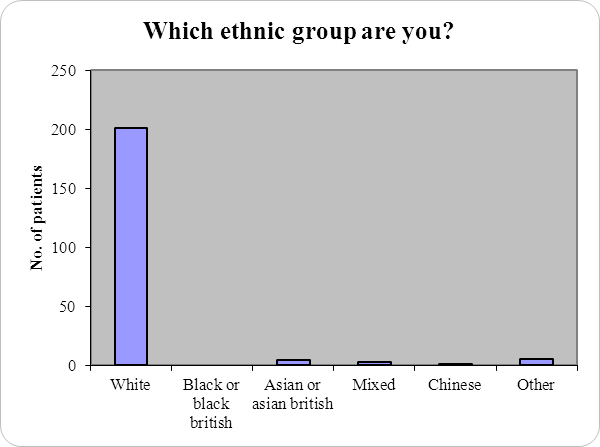 Which ethnic group are you?
250
200
150
100
50
0
No. of patients
White
Black or
black
british
Asian or
asian british
Mixed
Chinese
Other